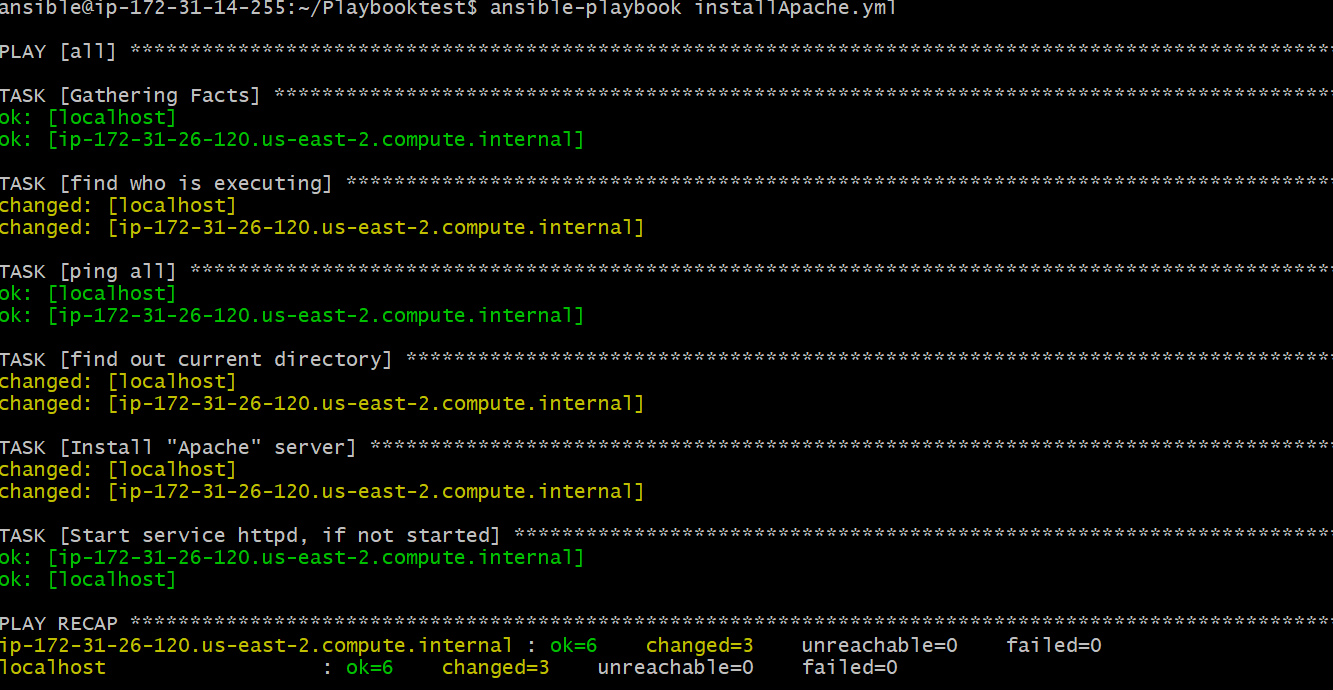 ansible@ip-172-31-14-255:~/Playbooktest$ ansible-playbook installApache.yml
PLAY [all] ****************************************************************************************************
TASK [Gathering Facts] ****************************************************************************************
ok: [localhost]
ok: [ip-172-31-26-120.us-east-2.compute.internal]
TASK [find who is executing] **********************************************************************************
changed: [localhost]
changed: [ip-172-31-26-120.us-east-2.compute.internal]
TASK [ping all] ***********************************************************************************************
ok: [localhost]
ok: [ip-172-31-26-120.us-east-2.compute.internal]
TASK [find out current directory] *****************************************************************************
changed: [localhost]
changed: [ip-172-31-26-120.us-east-2.compute.internal]
TASK [Install "Apache" server] ********************************************************************************
changed: [localhost]
changed: [ip-172-31-26-120.us-east-2.compute.internal]
TASK [Start service httpd, if not started] ********************************************************************
ok: [ip-172-31-26-120.us-east-2.compute.internal]
ok: [localhost]
PLAY RECAP ****************************************************************************************************
ip-172-31-26-120.us-east-2.compute.internal : ok=6    changed=3    unreachable=0    failed=0
localhost                  : ok=6    changed=3    unreachable=0    failed=0